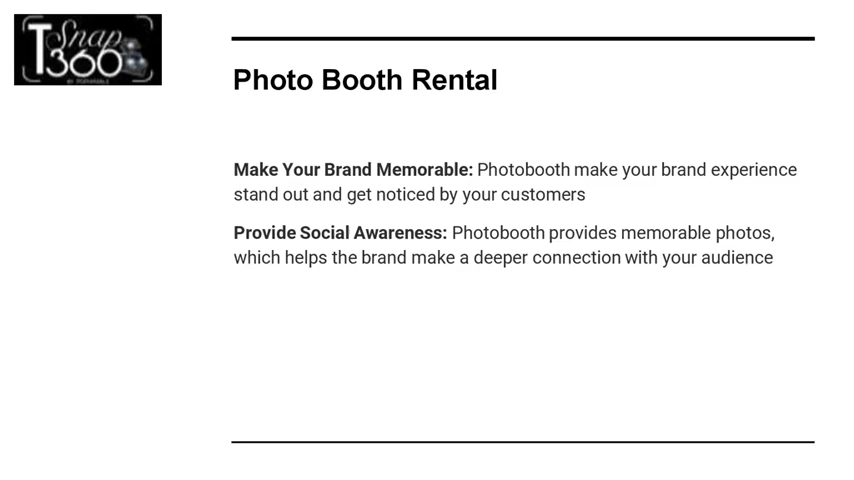 Snap
T360
Photo Booth Rental
Make Your Brand Memorable: Photobooth make your brand experience
stand out and get noticed by your customers
Provide Social Awareness: Photobooth provides memorable photos,
which helps the brand make a deeper connection with your audience